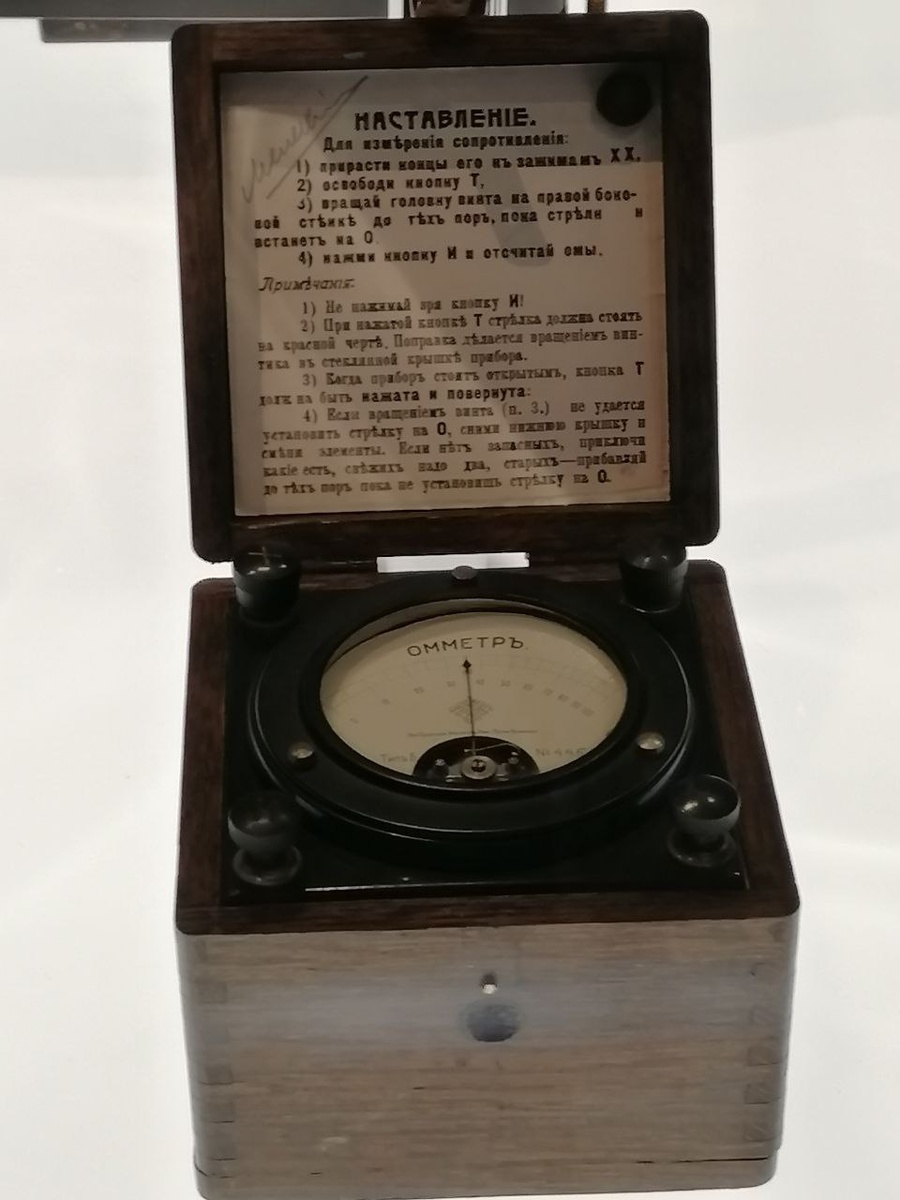 НАСТАВЛЕНІЕ.
Для измѣренія сопротивленія:
1) прирасти концы его къ зажимамъ X X,
2) освободи кнопку Т,
3) вращай головку винта на правой боко-
вой стѣнкѣ до тѣхъ поръ, пока стрѣлк и
встанетъ на О.
4) нажми кнопку И и отсчитай омы.
Примѣчанія:
1) Не нажимай зря кнопку И!
2) При нажатой кнопкѣ Т стрѣлка должна стоять
на красной чертѣ. Поправка дѣлается вращеніемъ вин-
тика въ стеклянной крышкѣ прибора.
3) Когда приборъ стоитъ открытымъ, кнопка Т
должна быть нажата и повернута:
4) Если вращеніемъ винта (п. 3.) не удается
установить стрѣлку на О, сними нижнюю крышку и
смѣни элементы. Если нѣтъ запасныхъ, приключи
какіе есть, свѣжихъ надо два, старыхъ—прибавляй
до тѣхъ поръ пока не установишь стрѣлку на О.
ОММЕТРЪ.
Типъ